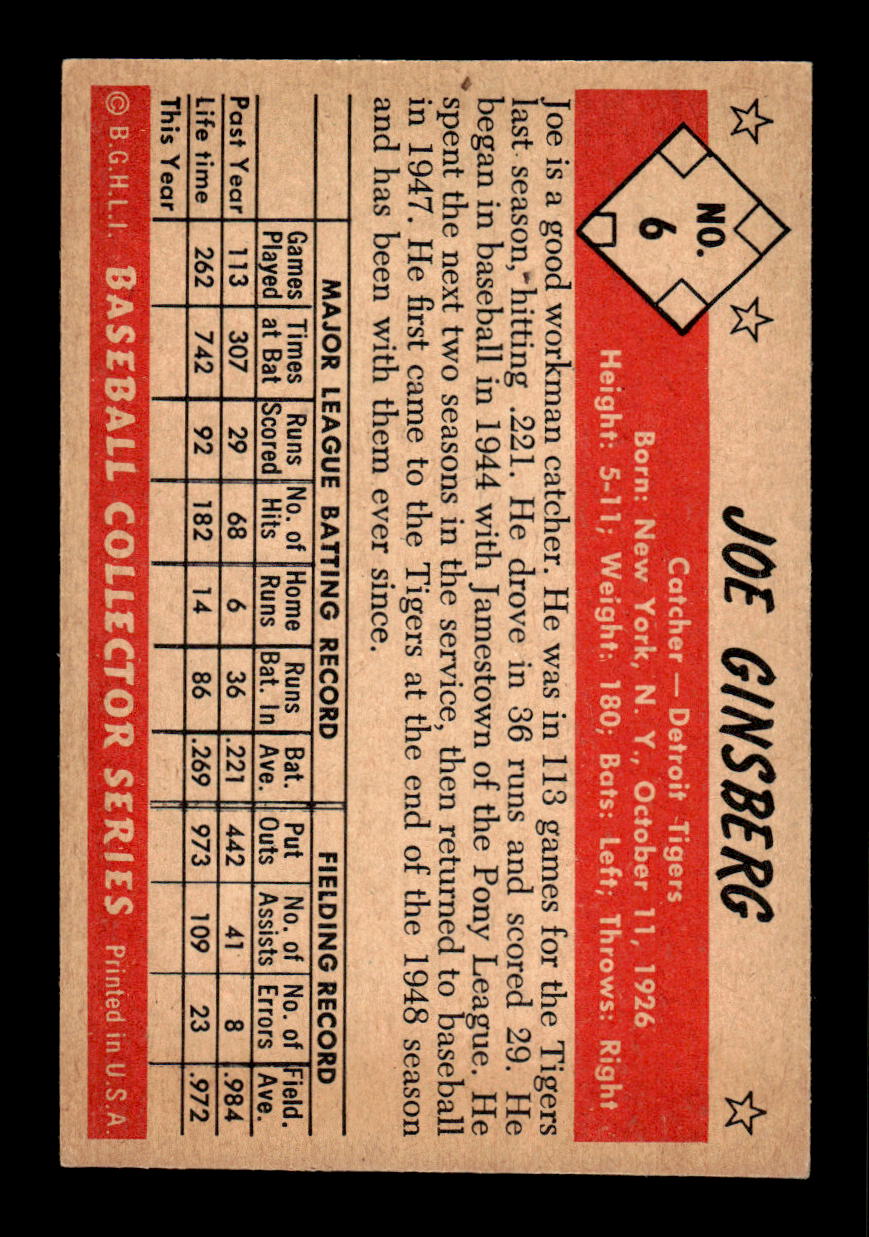 JOE GINSBERG
NO.
6
Catcher — Detroit Tigers
Born: New York, N. Y., October 11, 1926
Height: 5-11; Weight: 180; Bats: Left; Throws: Right
Joe is a good workman catcher. He was in 113 games for the Tigers
last season, hitting .221. He drove in 36 runs and scored 29. He
began in baseball in 1944 with Jamestown of the Pony League. He
spent the next two seasons in the service, then returned to baseball
in 1947. He first came to the Tigers at the end of the 1948 season
and has been with them ever since.
MAJOR LEAGUE BATTING RECORD FIELDING RECORD
Games Times Runs No. of Home Runs Bat. Put No. of No. of Field.
Played at Bat Scored Hits Runs Bat. In Ave. Outs Assists Errors Ave.
Past Year 113 307 29 68 6 36 .221 442 41 8 .984
Life time 262 742 92 182 14 86 .269 973 109 23 .972
This Year
© B.G.H.L.I. BASEBALL COLLECTOR SERIES Printed in U.S.A.